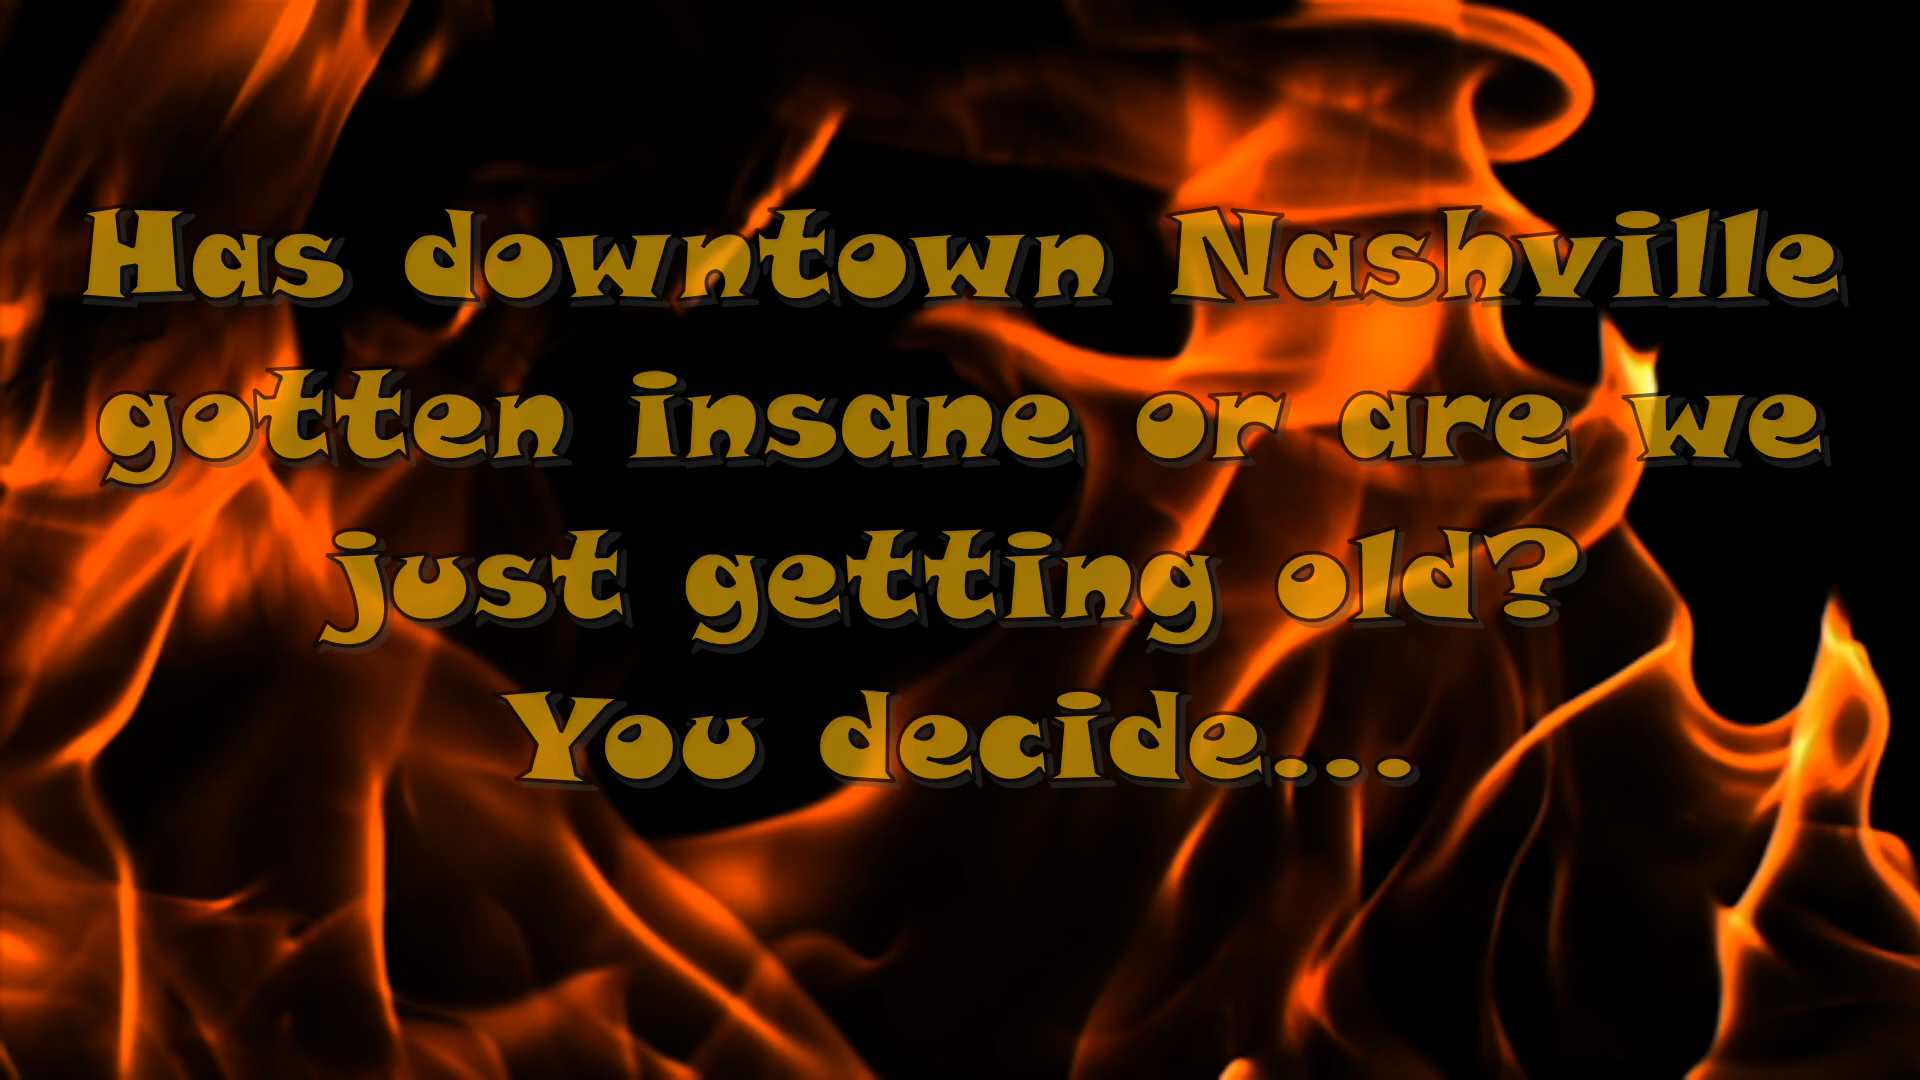 Has downtown Nashville
gotten insane or are we
just getting old?
You decide...